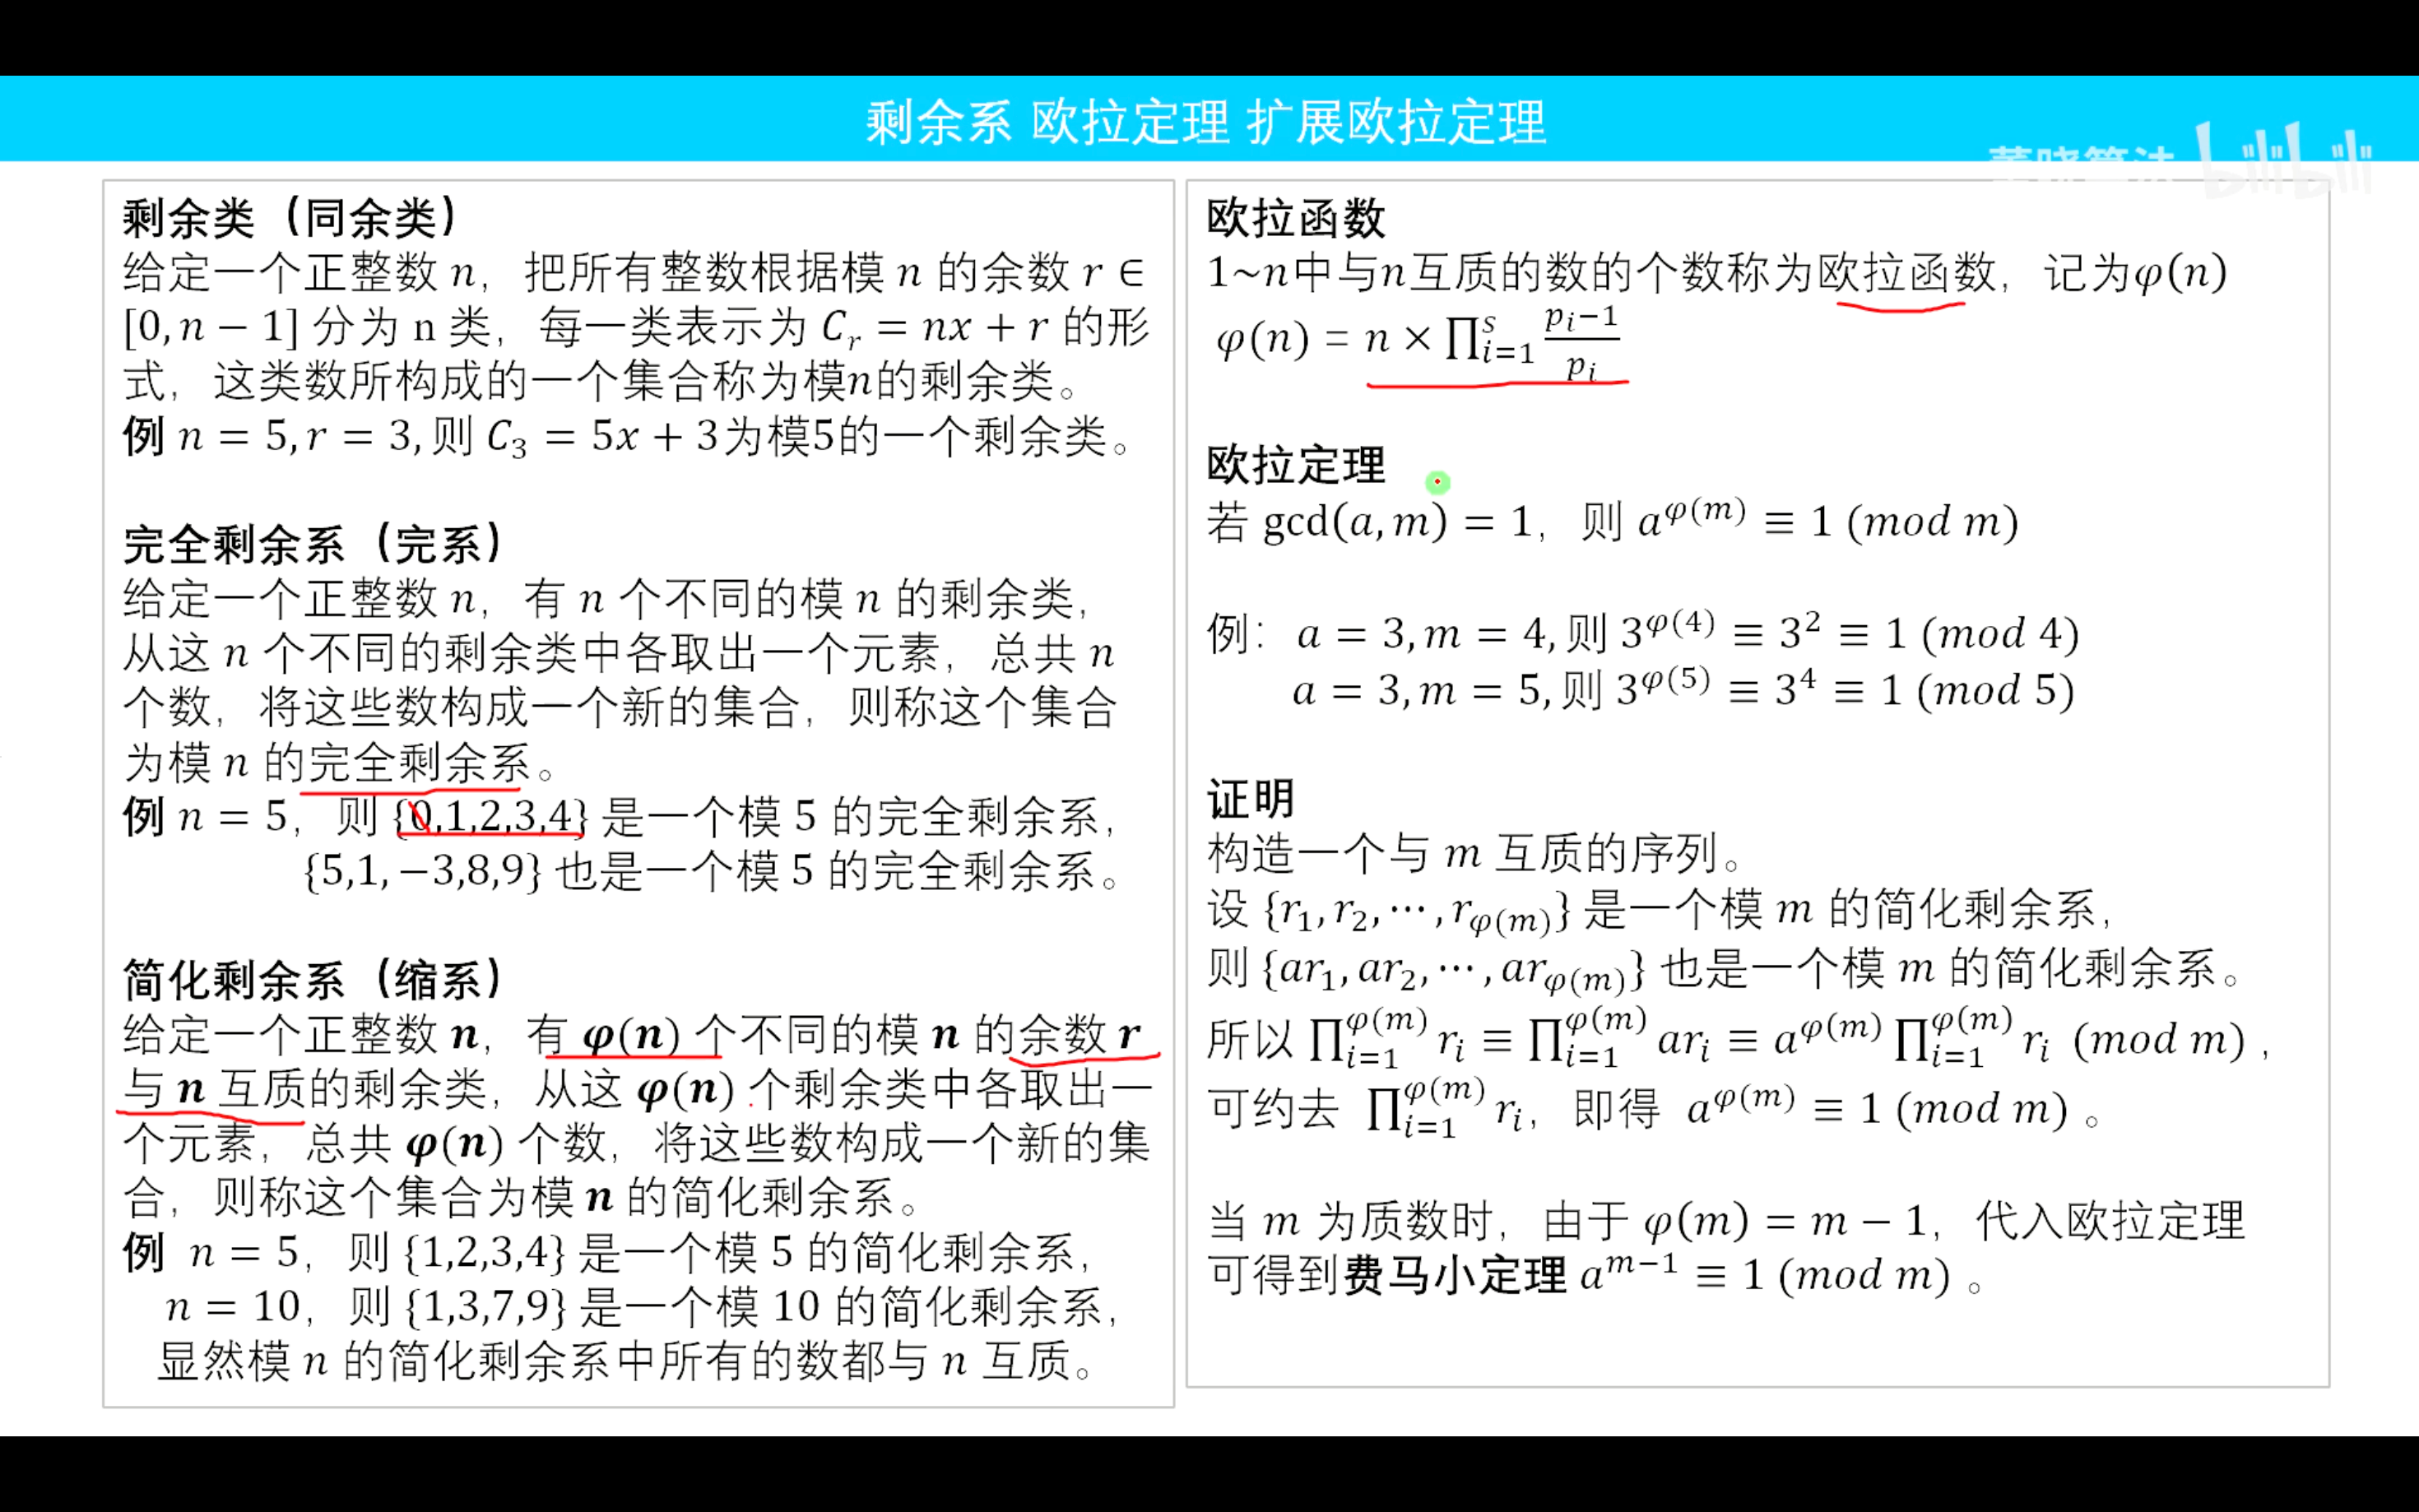 剩余系 欧拉定理 扩展欧拉定理
bilibili
剩余类（同余类）
给定一个正整数 n，把所有整数根据模 n 的余数 r ∈
[0, n − 1] 分为 n 类，每一类表示为 C_r = nx + r 的形
式，这类数所构成的一个集合称为模n的剩余类。
例 n = 5, r = 3, 则 C_3 = 5x + 3为模5的一个剩余类。
完全剩余系（完系）
给定一个正整数 n，有 n 个不同的模 n 的剩余类，
从这 n 个不同的剩余类中各取出一个元素，总共 n
个数，将这些数构成一个新的集合，则称这个集合
为模 n 的完全剩余系。
例 n = 5，则 {0,1,2,3,4} 是一个模 5 的完全剩余系，
{5,1, −3,8,9} 也是一个模 5 的完全剩余系。
简化剩余系（缩系）
给定一个正整数 n，有 φ(n) 个不同的模 n 的余数 r
与 n 互质的剩余类，从这 φ(n) 个剩余类中各取出一
个元素，总共 φ(n) 个数，将这些数构成一个新的集
合，则称这个集合为模 n 的简化剩余系。
例 n = 5，则 {1,2,3,4} 是一个模 5 的简化剩余系，
n = 10，则 {1,3,7,9} 是一个模 10 的简化剩余系，
显然模 n 的简化剩余系中所有的数都与 n 互质。
欧拉函数
1~n中与n互质的数的个数称为欧拉函数，记为φ(n)
φ(n) = n × ∏_{i=1}^{s} \frac{p_i−1}{p_i}
欧拉定理
若 gcd(a, m) = 1，则 a^{φ(m)} ≡ 1 (mod m)
例：a = 3, m = 4, 则 3^{φ(4)} ≡ 3^2 ≡ 1 (mod 4)
a = 3, m = 5, 则 3^{φ(5)} ≡ 3^4 ≡ 1 (mod 5)
证明
构造一个与 m 互质的序列。
设 {r_1, r_2, ⋯ , r_{φ(m)}} 是一个模 m 的简化剩余系，
则 {ar_1, ar_2, ⋯ , ar_{φ(m)}} 也是一个模 m 的简化剩余系。
所以 ∏_{i=1}^{φ(m)} r_i ≡ ∏_{i=1}^{φ(m)} ar_i ≡ a^{φ(m)} ∏_{i=1}^{φ(m)} r_i (mod m)，
可约去 ∏_{i=1}^{φ(m)} r_i，即得 a^{φ(m)} ≡ 1 (mod m) 。
当 m 为质数时，由于 φ(m) = m − 1，代入欧拉定理
可得到费马小定理 a^{m−1} ≡ 1 (mod m) 。